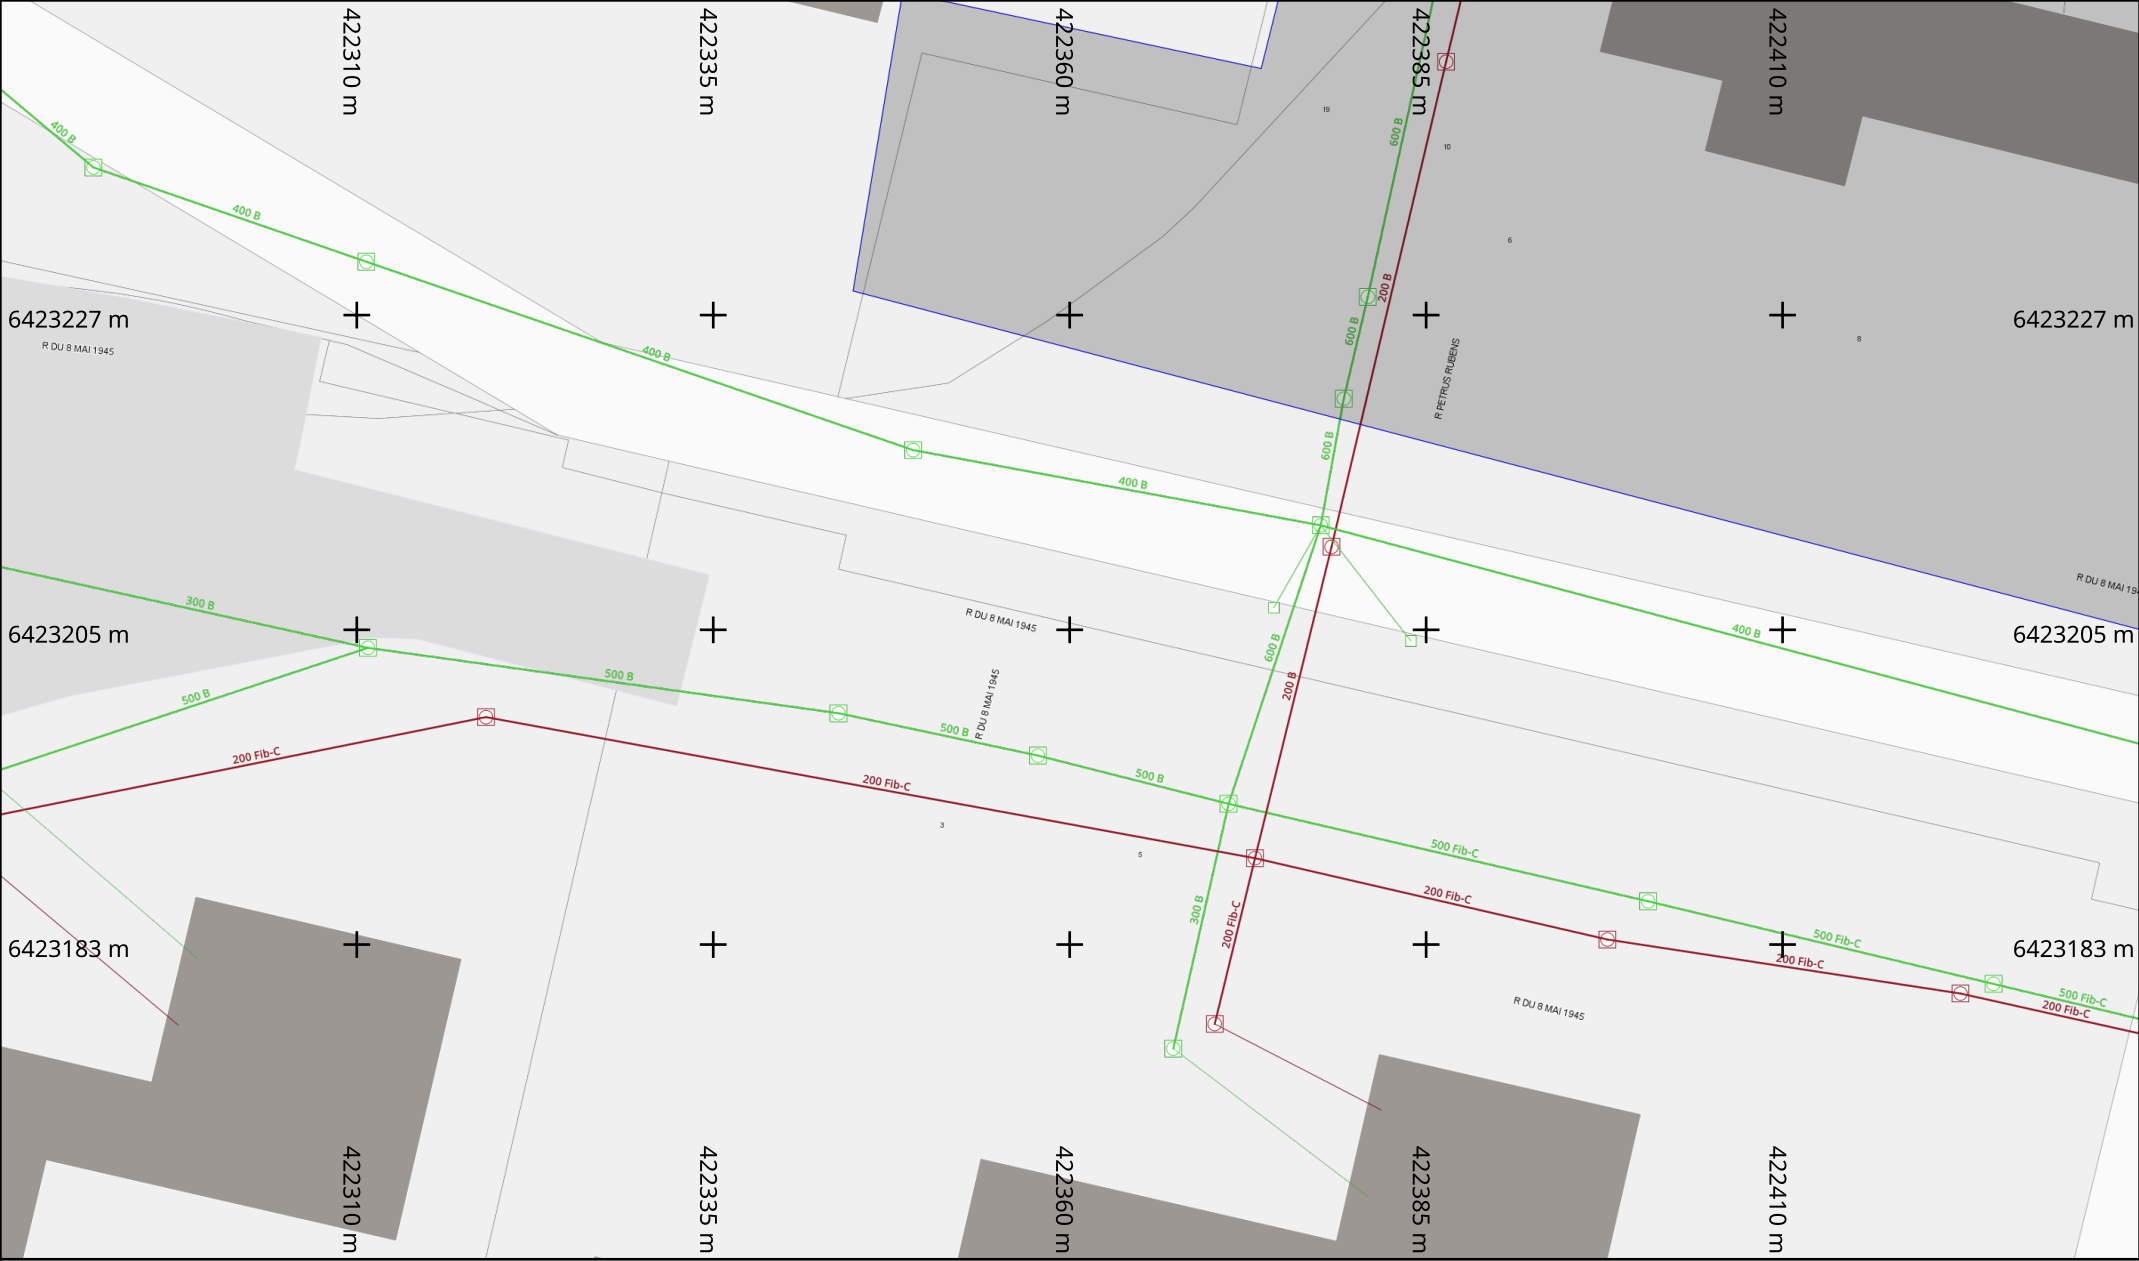 422310 m
422335 m
422360 m
422385 m
422410 m
400 B
19
600 B
10
400 B
6
200 B
6423227 m
6423227 m
600 B
8
R DU 8 MAI 1945
400 B
R PETRUS RUBENS
600 B
400 B
R DU 8 MAI 194
300 B
R DU 8 MAI 1945
6423205 m
6423205 m
400 B
600 B
500 B
500 B
200 B
R DU 8 MAI 1945
500 B
200 Fib-C
500 B
200 Fib-C
3
5
500 Fib-C
200 Fib-C
300 B
200 Fib-C
6423183 m
6423183 m
500 Fib-C
200 Fib-C
500 Fib-C
200 Fib-C
R DU 8 MAI 1945
422310 m
422335 m
422360 m
422385 m
422410 m